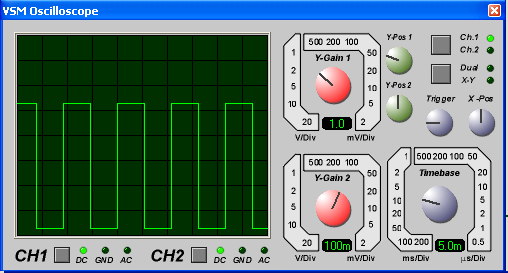 VSM Oscilloscope
Y-Gain 1
500 200 100
1 2 5 10 20
50 20 10 5 2
1.0
V/Div mV/Div
Y-Pos 1
Y-Pos 2
Ch.1
Ch.2
Dual
X-Y
Trigger
X-Pos
Y-Gain 2
500 200 100
1 2 5 10 20
50 20 10 5 2
100m
V/Div mV/Div
Timebase
500 200 100 50
1 2 5 10 20 50
20 10 5 2 1 0.5
100 200
5.0m
ms/Div µs/Div
CH1 DC GND AC
CH2 DC GND AC